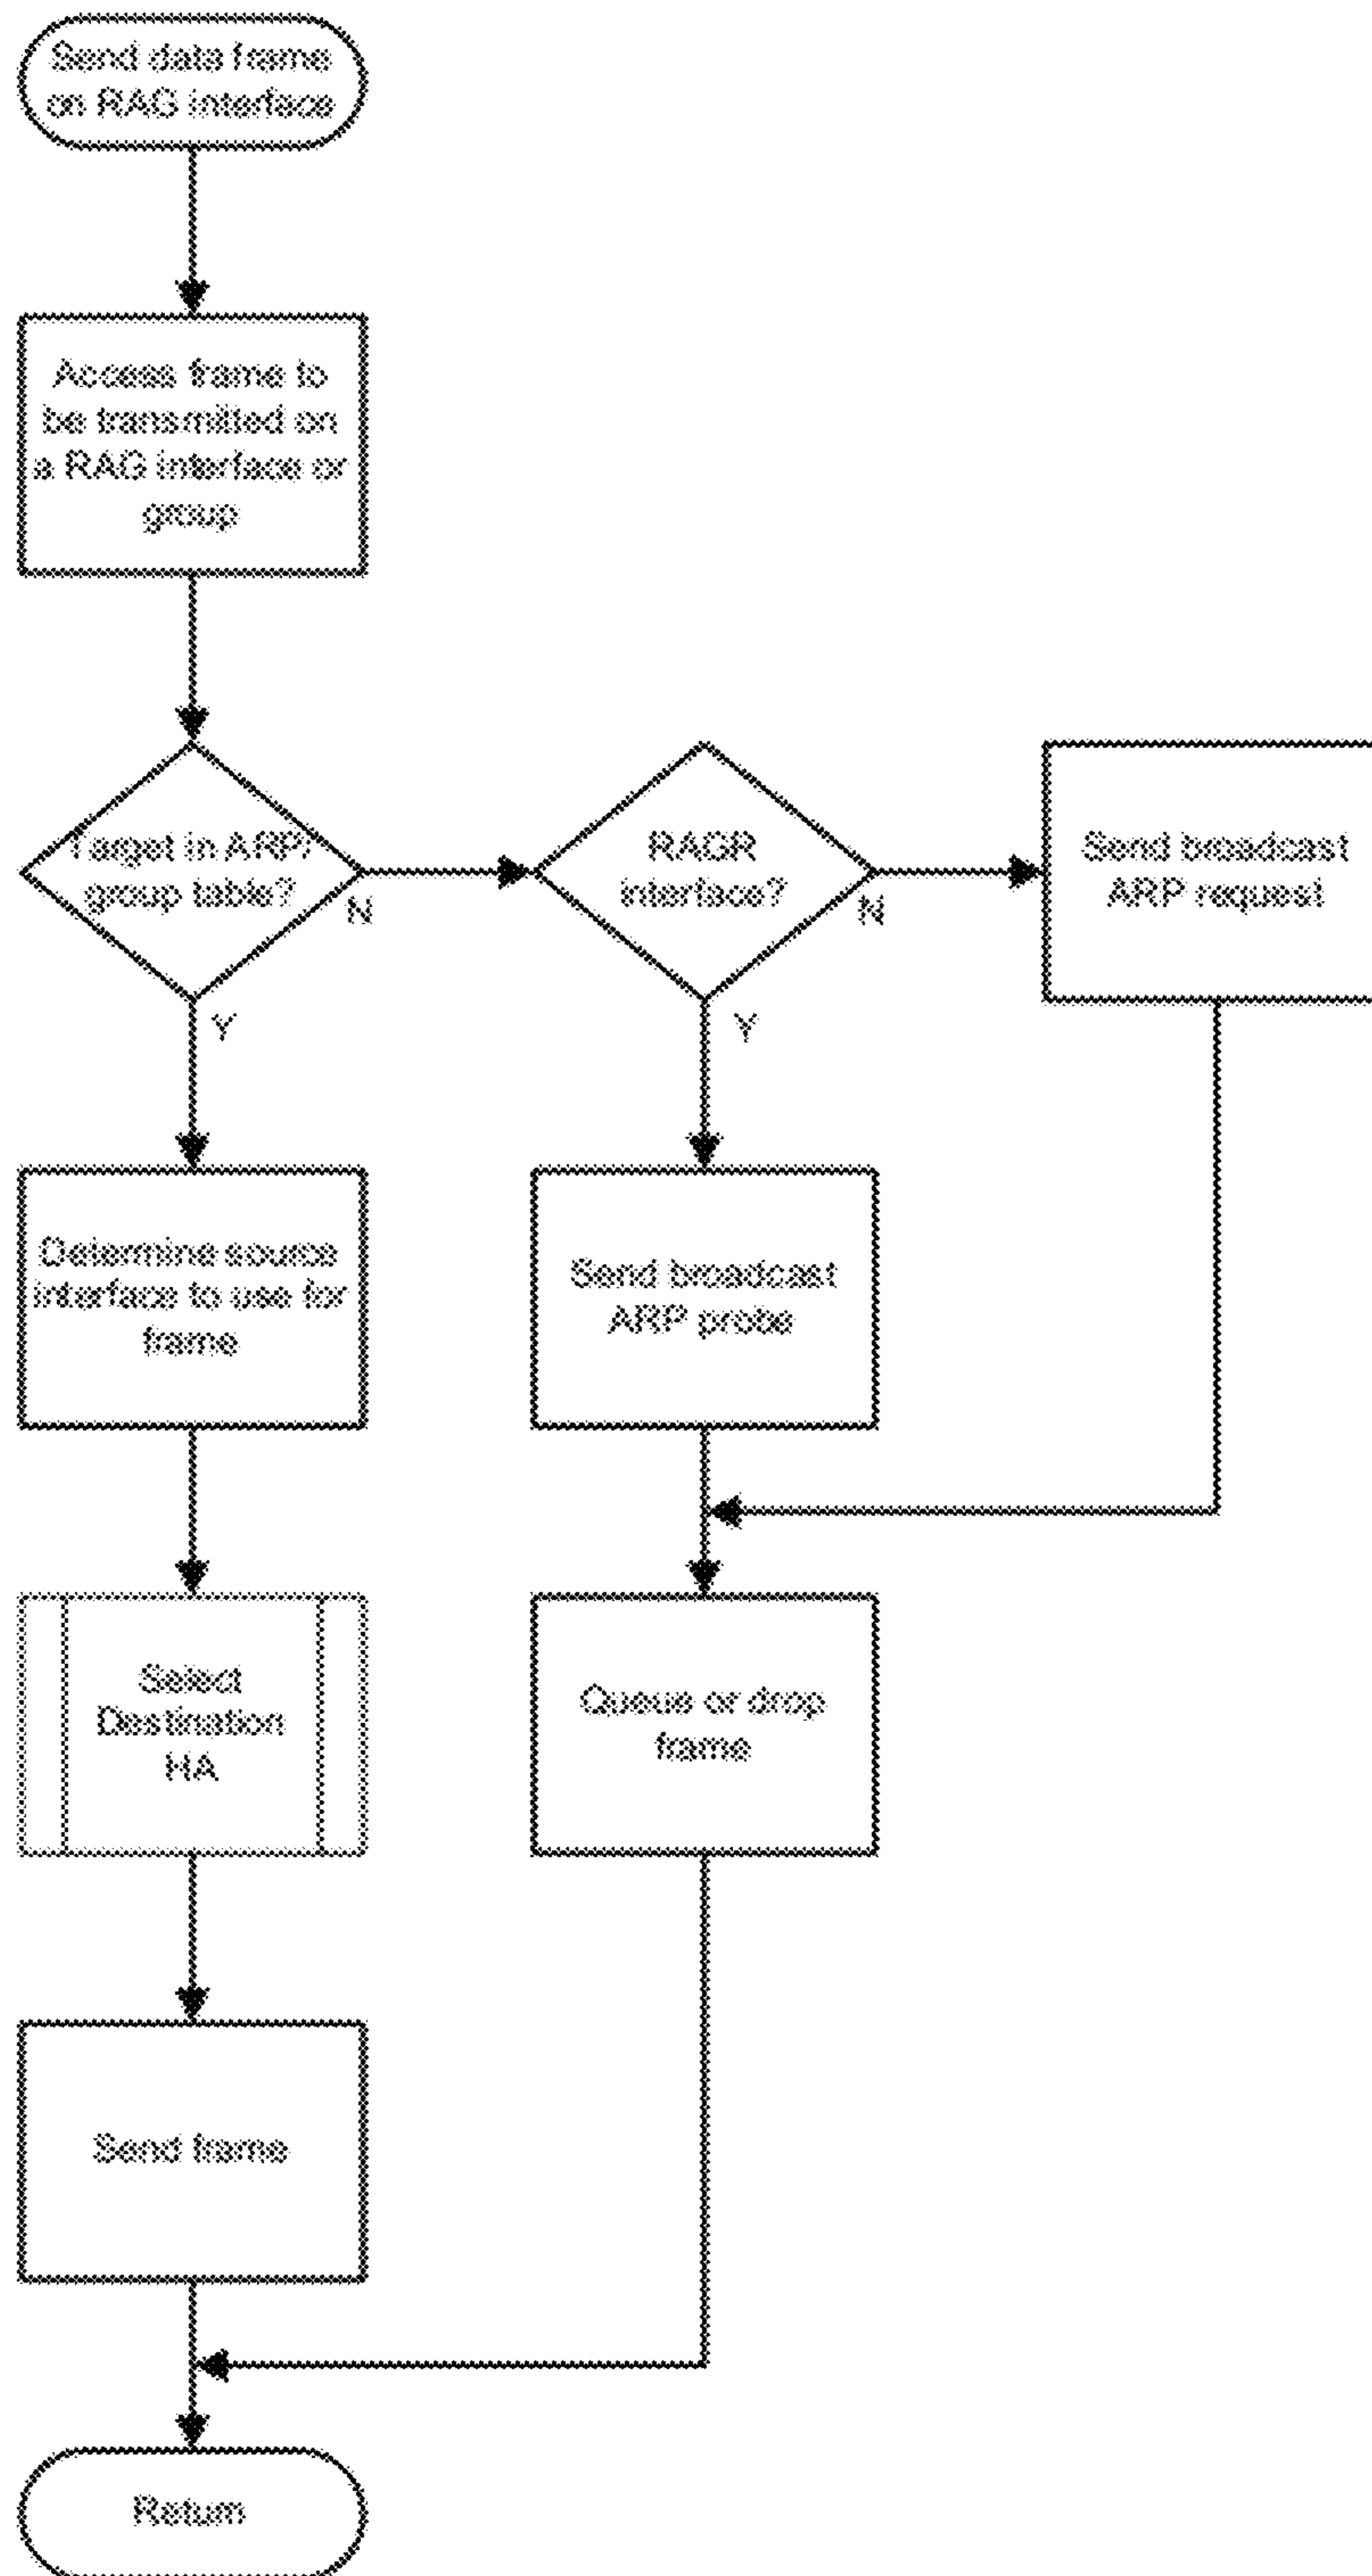 Send data frame
on RAG interface
Access frame to
be transmitted on
a RAG interface or
group
Target in ARP/
group table?
N
RAGR
interface?
N
Send broadcast
ARP request
Y
Y
Determine source
interface to use for
frame
Send broadcast
ARP probe
Select
Destination
HA
Queue or drop
frame
Send frame
Return